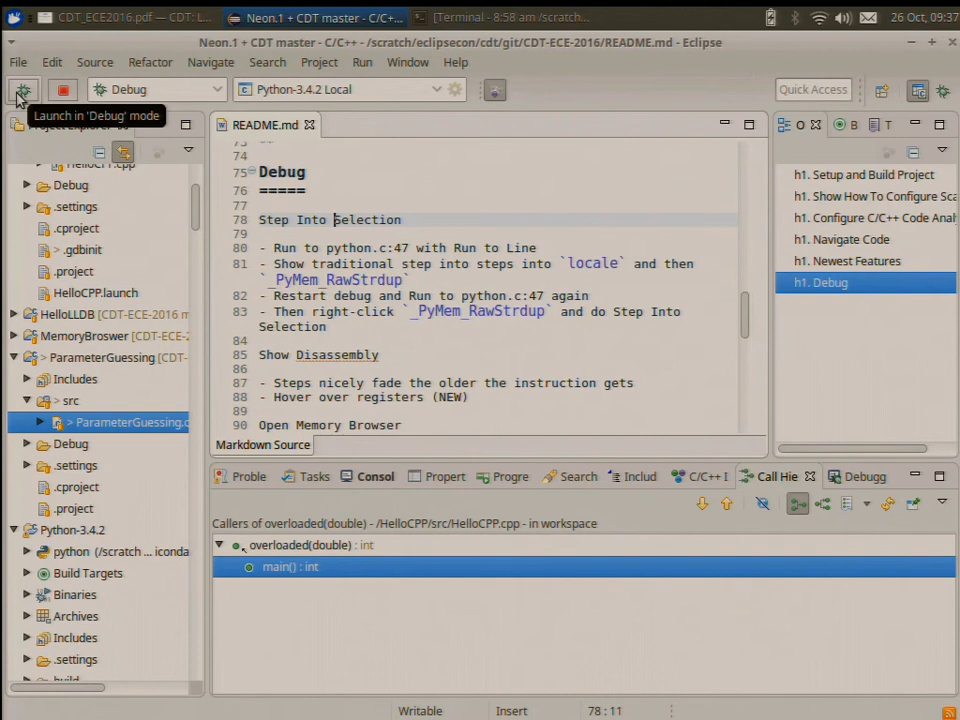 CDT_ECE2016.pdf — CDT: L...
Neon.1 + CDT master - C/C+...
[Terminal - 8:58 am /scratch...
26 Oct, 09:37
Neon.1 + CDT master - C/C++ - /scratch/eclipsecon/cdt/git/CDT-ECE-2016/README.md - Eclipse
File Edit Source Refactor Navigate Search Project Run Window Help
Debug
Python-3.4.2 Local
Quick Access
Launch in 'Debug' mode
Debug
.settings
.cproject
> .gdbinit
.project
HelloCPP.launch
HelloLLDB [CDT-ECE-2016 m
MemoryBroswer [CDT-ECE-
> ParameterGuessing [CDT-
Includes
> src
> ParameterGuessing.c
Debug
.settings
.cproject
.project
Python-3.4.2
python (/scratch ... iconda
Build Targets
Binaries
Archives
Includes
.settings
build
README.md
74
75 Debug
76 =====
77
78 Step Into Selection
79
80 - Run to python.c:47 with Run to Line
81 - Show traditional step into steps into `locale` and then
`_PyMem_RawStrdup`
82 - Restart debug and Run to python.c:47 again
83 - Then right-click `_PyMem_RawStrdup` and do Step Into
Selection
84
85 Show Disassembly
86
87 - Steps nicely fade the older the instruction gets
88 - Hover over registers (NEW)
89
90 Open Memory Browser
Markdown Source
O B T
h1. Setup and Build Project
h1. Show How To Configure Sca
h1. Configure C/C++ Code Anal
h1. Navigate Code
h1. Newest Features
h1. Debug
Proble Tasks Consol Propert Progre Search Includ C/C++ I Call Hie Debugg
Callers of overloaded(double) - /HelloCPP/src/HelloCPP.cpp - in workspace
overloaded(double) : int
main() : int
Writable Insert 78 : 11